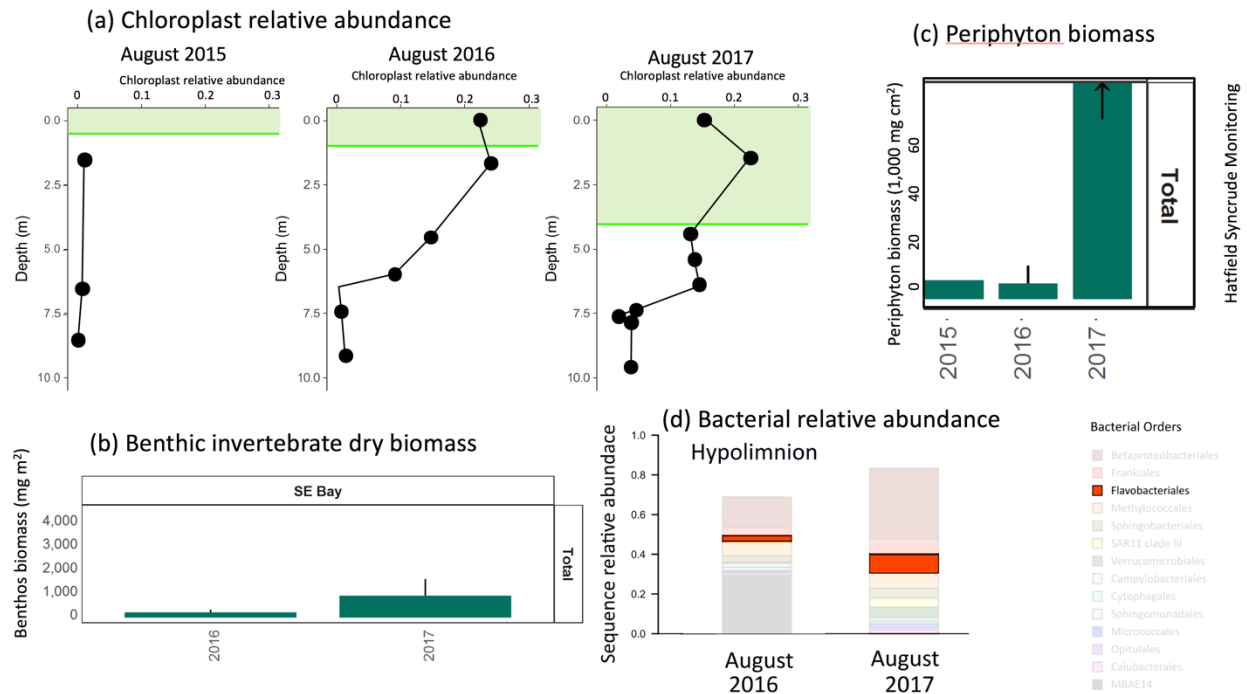 (a) Chloroplast relative abundance
August 2015
Chloroplast relative abundance
0 0.1 0.2 0.3
0.0
2.5
5.0
7.5
10.0
Depth (m)
August 2016
Chloroplast relative abundance
0 0.1 0.2 0.3
0.0
2.5
5.0
7.5
10.0
Depth (m)
August 2017
Chloroplast relative abundance
0 0.1 0.2 0.3
0.0
2.5
5.0
7.5
10.0
Depth (m)
(c) Periphyton biomass
Periphyton biomass (1,000 mg cm2)
60
40
20
0
Total
2015
2016
2017
Hatfield Syncrude Monitoring
(b) Benthic invertebrate dry biomass
SE Bay
Benthos biomass (mg m2)
4,000
3,000
2,000
1,000
0
Total
2016
2017
(d) Bacterial relative abundance
Hypolimnion
Sequence relative abundace
1.0
0.8
0.6
0.4
0.2
0.0
August
2016
August
2017
Bacterial Orders
Betaproteobacteriales
Frankiales
Flavobacteriales
Methylococcales
Sphingobacteriales
SAR11 clade III
Verrucomicrobiales
Campylobacteriales
Cytophagales
Sphingomonadales
Micrococcales
Opitulales
Calubacterales
MBAE14